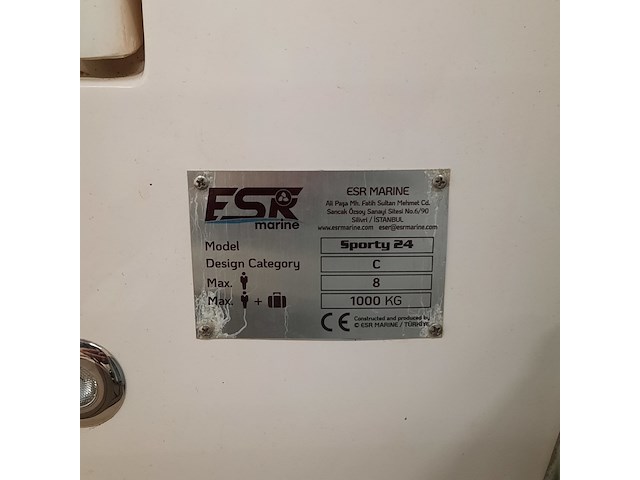 ESR
marine
ESR MARINE
Ali Paşa Mh. Fatih Sultan Mehmet Cd.
Sancak Özsoy Sanayi Sitesi No.6/90
Silivri / İSTANBUL
www.esrmarine.com eser@esrmarine.com
Model Sporty 24
Design Category C
Max. 8
Max. + 1000 KG
CE Constructed and produced by
© ESR MARINE / TÜRKİYE